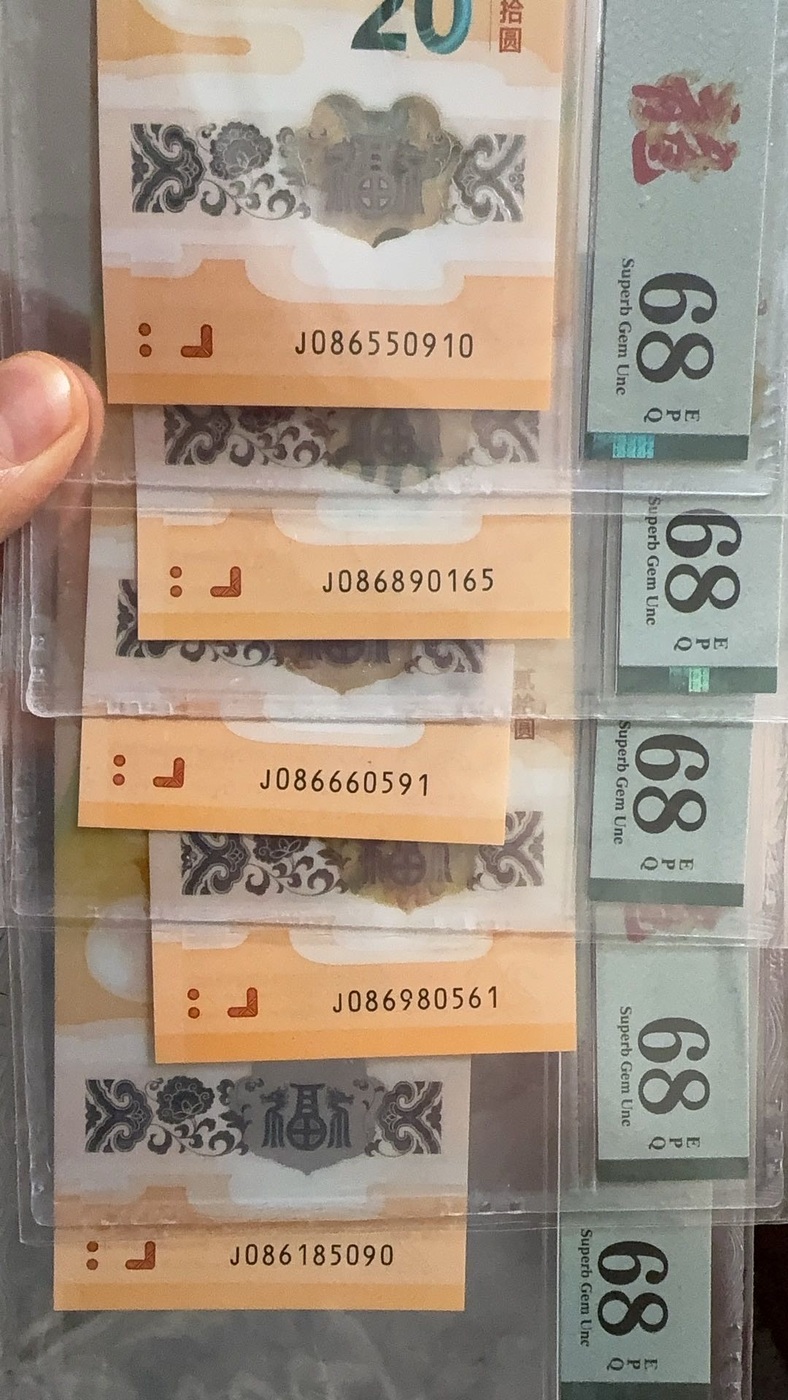 20
拾圆
福
J086550910
龍
68
Superb Gem Unc
EPQ
J086890165
68
Superb Gem Unc
EPQ
贰拾圆
J086660591
68
Superb Gem Unc
EPQ
福
J086980561
68
Superb Gem Unc
EPQ
福
J086185090
68
Superb Gem Unc
EPQ